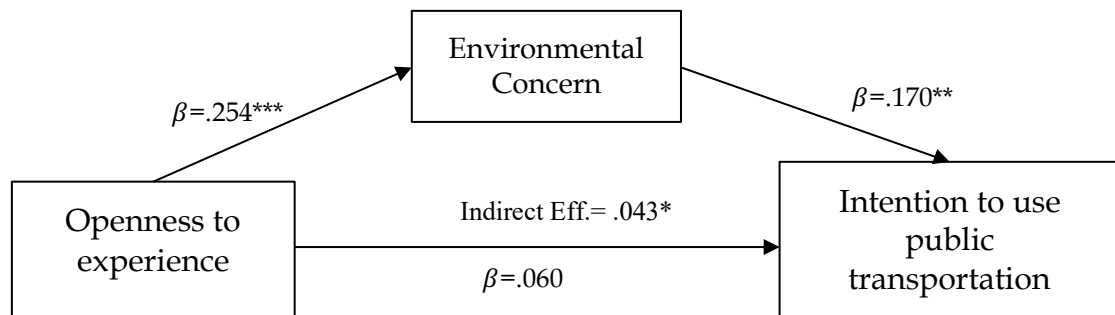 Environmental
Concern
β=.254***
β=.170**
Openness to
experience
Indirect Eff.= .043*
β=.060
Intention to use
public
transportation